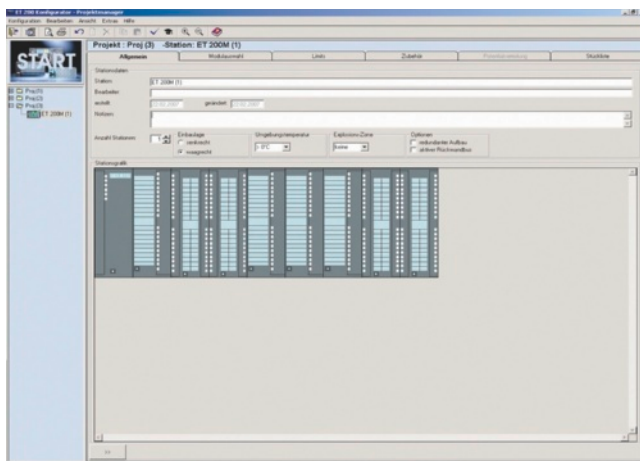 ET 200 Konfigurator - Projektmanager
Konfiguration Bearbeiten Ansicht Extras Hilfe
START
Proj(1)
Proj(2)
Proj(3)
ET 200M (1)
Projekt : Proj (3) -Station: ET 200M (1)
Allgemein Modulauswahl Limits Zubehör Stückliste
Stationsdaten
Station: ET 200M (1)
Bearbeiter:
erstellt: geändert:
Notizen:
Anzahl Stationen: 1
Einbaulage
senkrecht
waagrecht
Umgebungstemperatur
Explosions-Zone
keine
Optionen
redundanter Aufbau
aktiver Rückwandbus
Stationsgrafik
>>